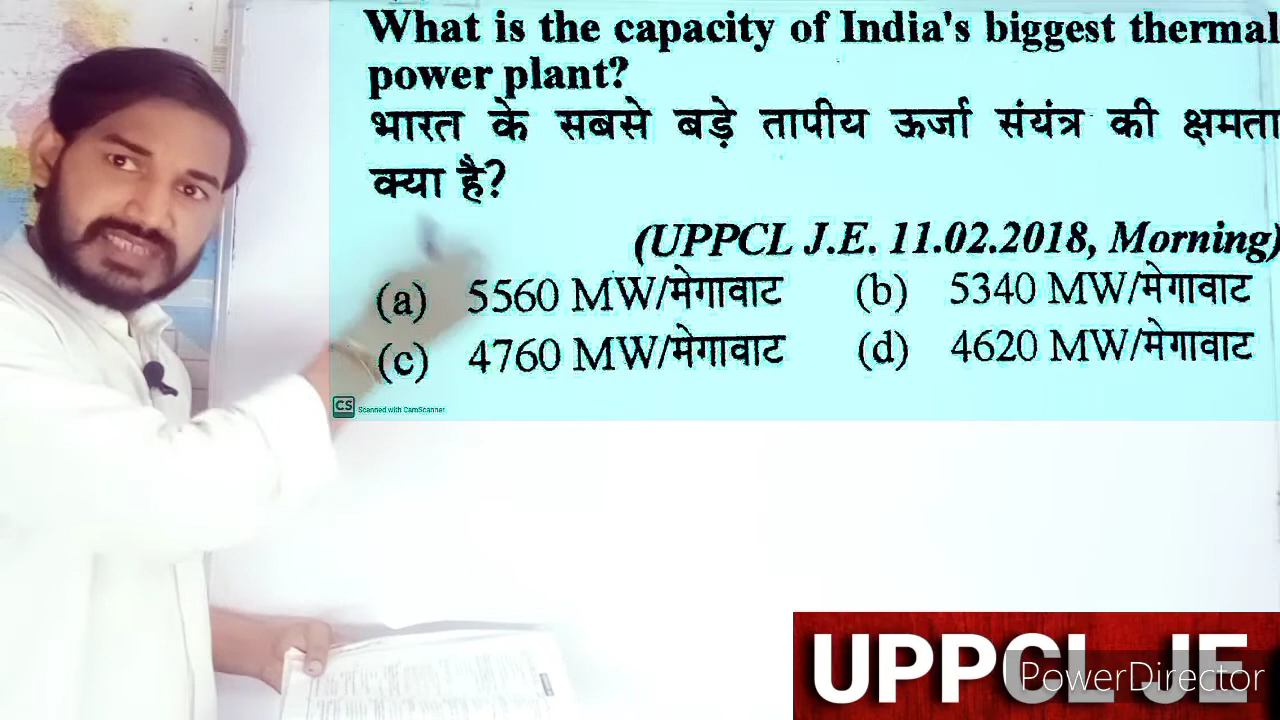 What is the capacity of India's biggest thermal
power plant?
भारत के सबसे बड़े तापीय ऊर्जा संयंत्र की क्षमता
क्या है?
(UPPCL J.E. 11.02.2018, Morning)
(a) 5560 MW/मेगावाट (b) 5340 MW/मेगावाट
(c) 4760 MW/मेगावाट (d) 4620 MW/मेगावाट
CS Scanned with CamScanner
UPPCL JE
PowerDirector